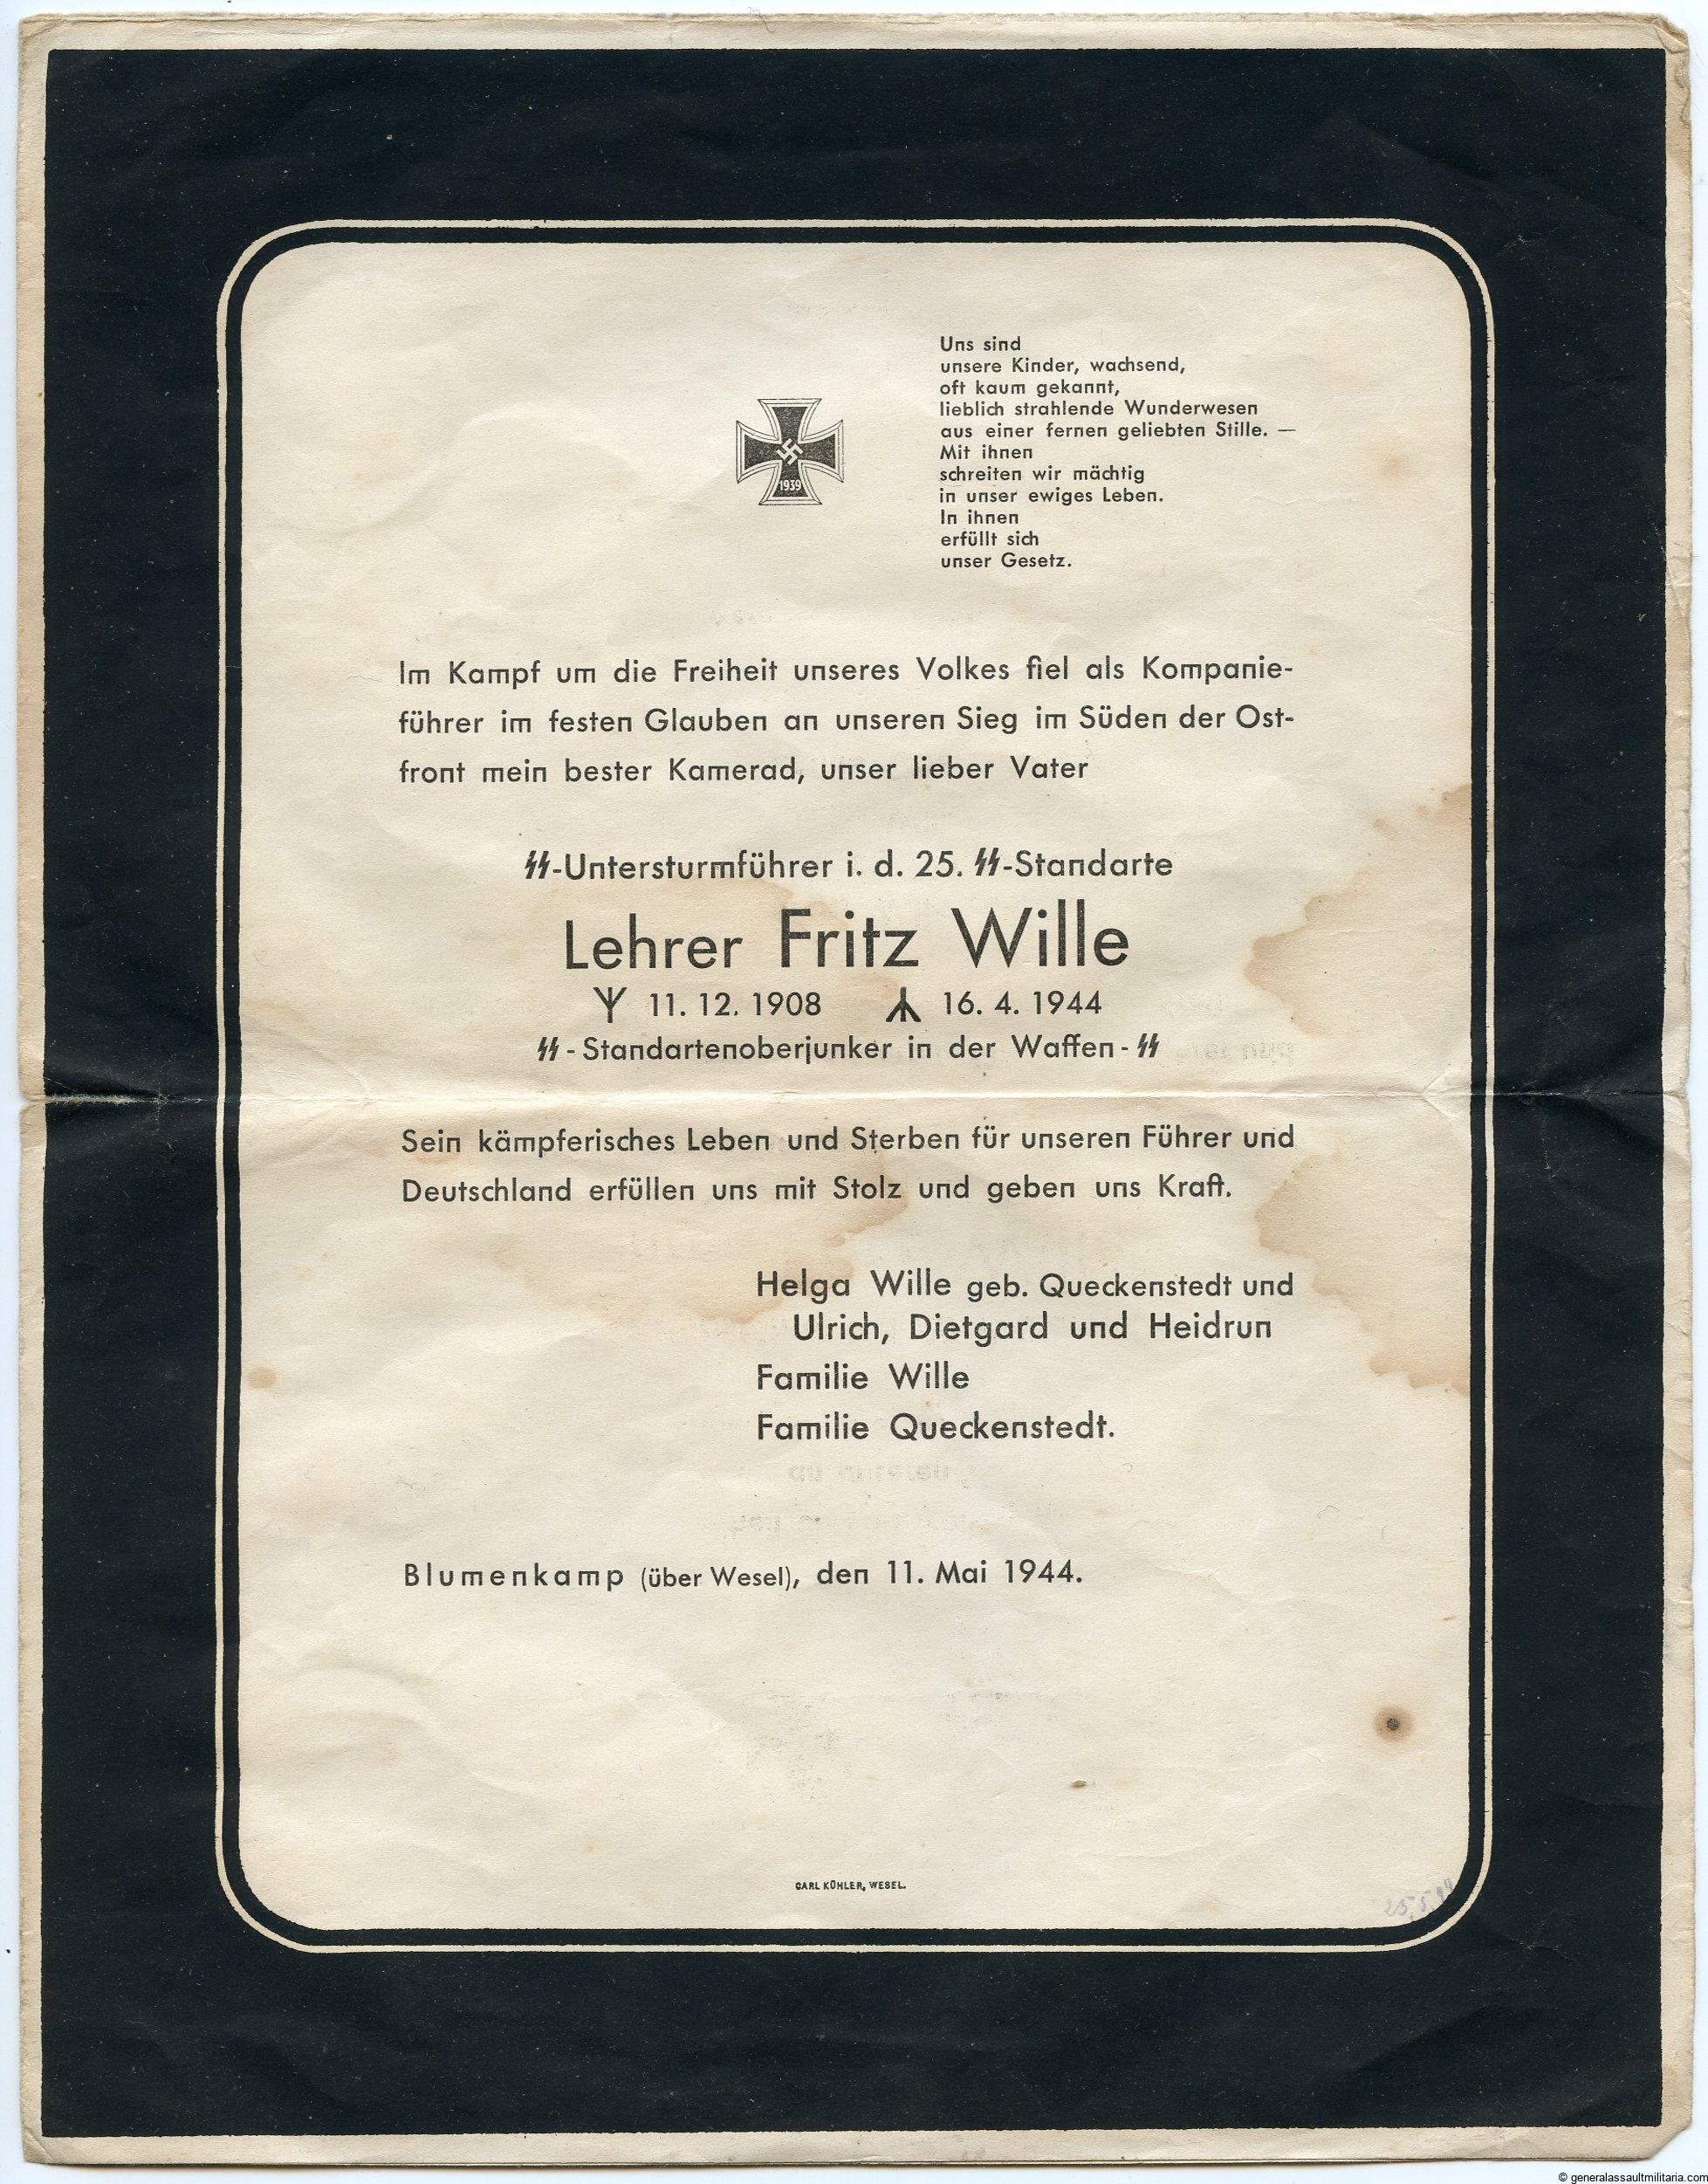 Uns sind
unsere Kinder, wachsend,
oft kaum gekannt,
lieblich strahlende Wunderwesen
aus einer fernen geliebten Stille. —
Mit ihnen
schreiten wir mächtig
in unser ewiges Leben.
In ihnen
erfüllt sich
unser Gesetz.
1939
Im Kampf um die Freiheit unseres Volkes fiel als Kompanie-
führer im festen Glauben an unseren Sieg im Süden der Ost-
front mein bester Kamerad, unser lieber Vater
ᛋᛋ-Untersturmführer i. d. 25. ᛋᛋ-Standarte
Lehrer Fritz Wille
ᛉ 11. 12. 1908 ᛣ 16. 4. 1944
ᛋᛋ - Standartenoberjunker in der Waffen - ᛋᛋ
Sein kämpferisches Leben und Sterben für unseren Führer und
Deutschland erfüllen uns mit Stolz und geben uns Kraft.
Helga Wille geb. Queckenstedt und
Ulrich, Dietgard und Heidrun
Familie Wille
Familie Queckenstedt.
Blumenkamp (über Wesel), den 11. Mai 1944.
CARL KÜHLER, WESEL.
© generalassaultmilitaria.com